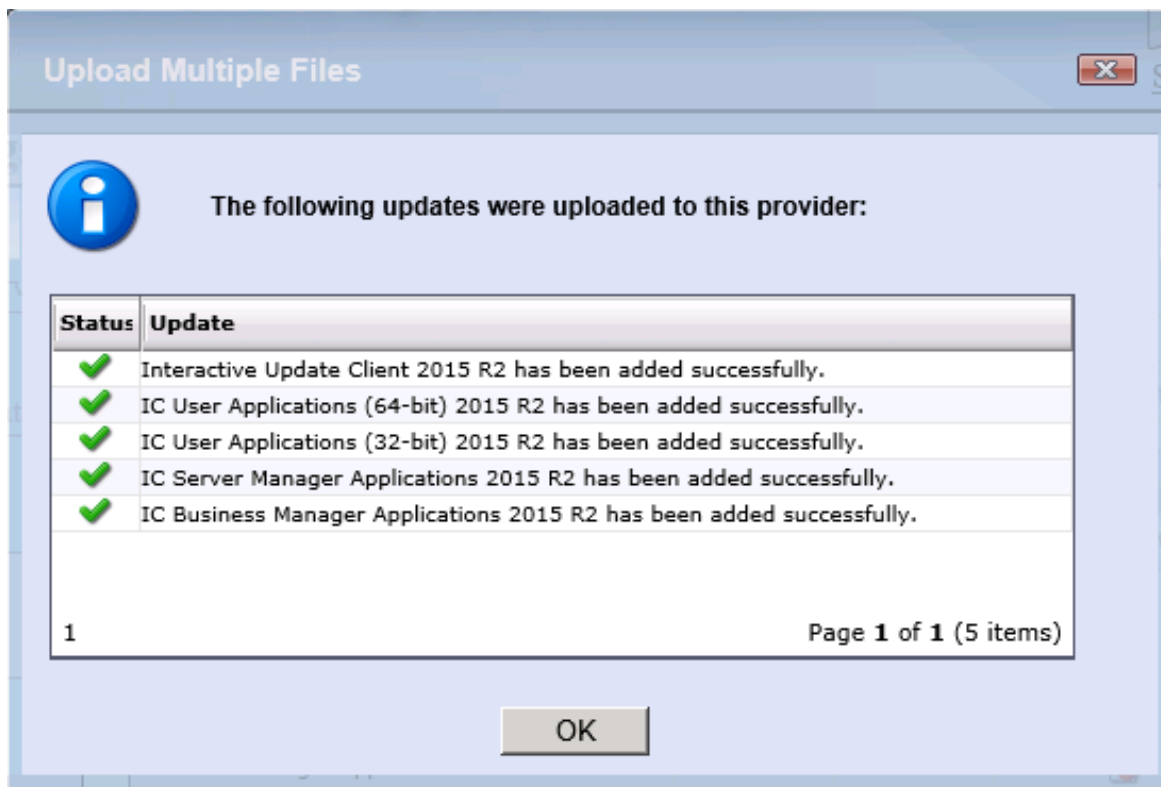 Upload Multiple Files
The following updates were uploaded to this provider:
Status Update
Interactive Update Client 2015 R2 has been added successfully.
IC User Applications (64-bit) 2015 R2 has been added successfully.
IC User Applications (32-bit) 2015 R2 has been added successfully.
IC Server Manager Applications 2015 R2 has been added successfully.
IC Business Manager Applications 2015 R2 has been added successfully.
1 Page 1 of 1 (5 items)
OK